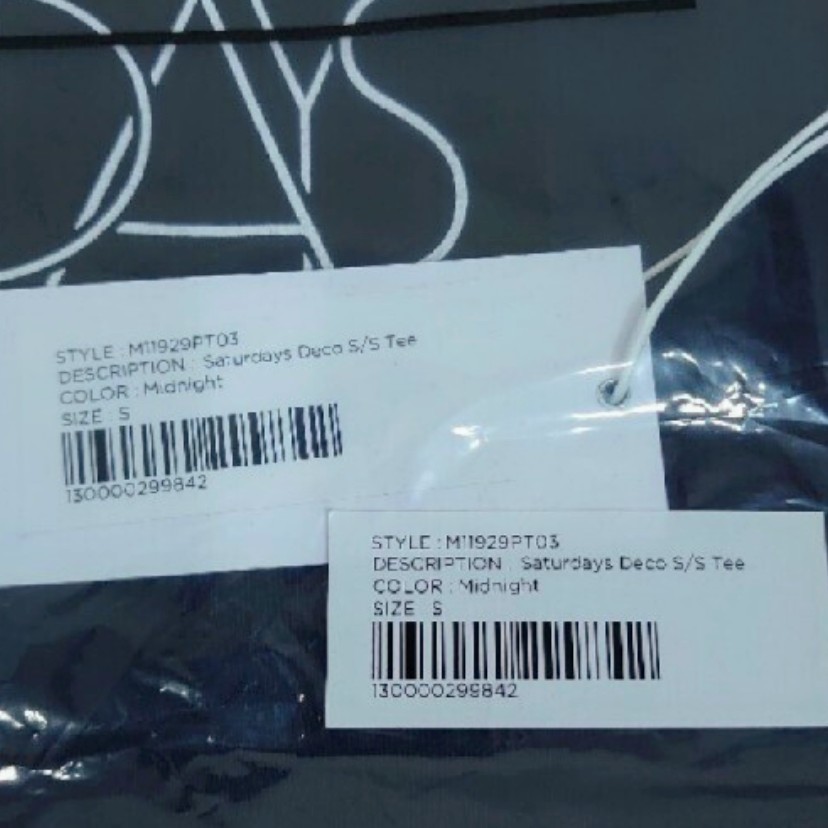 DAYS
STYLE : M11929PT03
DESCRIPTION : Saturdays Deco S/S Tee
COLOR : Midnight
SIZE : S
130000299842
STYLE : M11929PT03
DESCRIPTION : Saturdays Deco S/S Tee
COLOR : Midnight
SIZE : S
130000299842